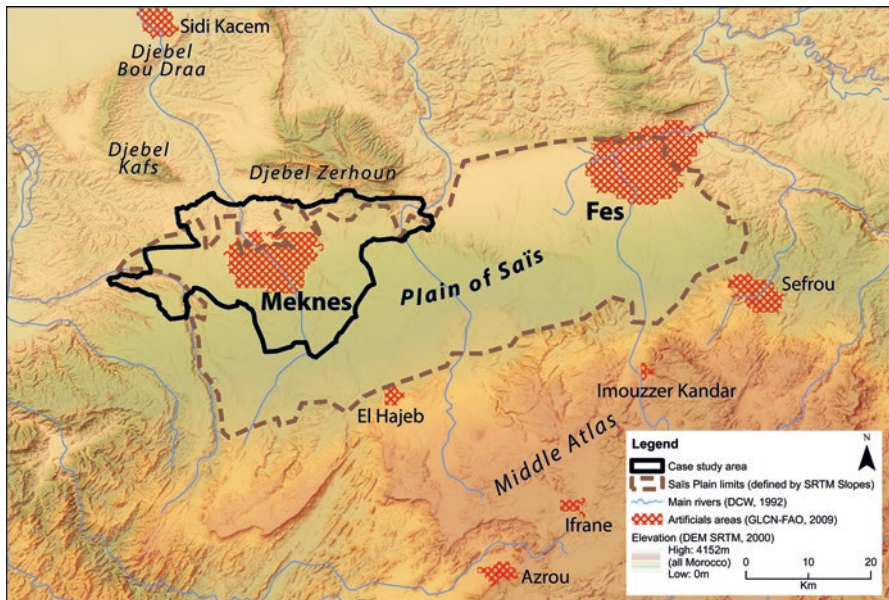 Sidi Kacem
Djebel
Bou Draa
Djebel
Kafs
Djebel Zerhoun
Fes
Meknes
Plain of Saïs
Sefrou
El Hajeb
Imouzzer Kandar
Middle Atlas
Ifrane
Azrou
Legend
N
Case study area
Saïs Plain limits (defined by SRTM Slopes)
Main rivers (DCW, 1992)
Artificials areas (GLCN-FAO, 2009)
Elevation (DEM SRTM, 2000)
High: 4152m
(all Morocco)
Low: 0m
0 10 20
Km